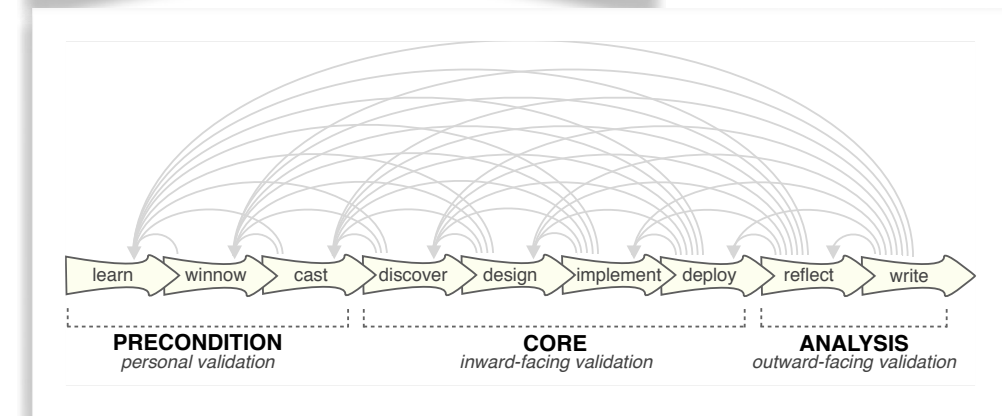 learn winnow cast discover design implement deploy reflect write
PRECONDITION CORE ANALYSIS
personal validation inward-facing validation outward-facing validation